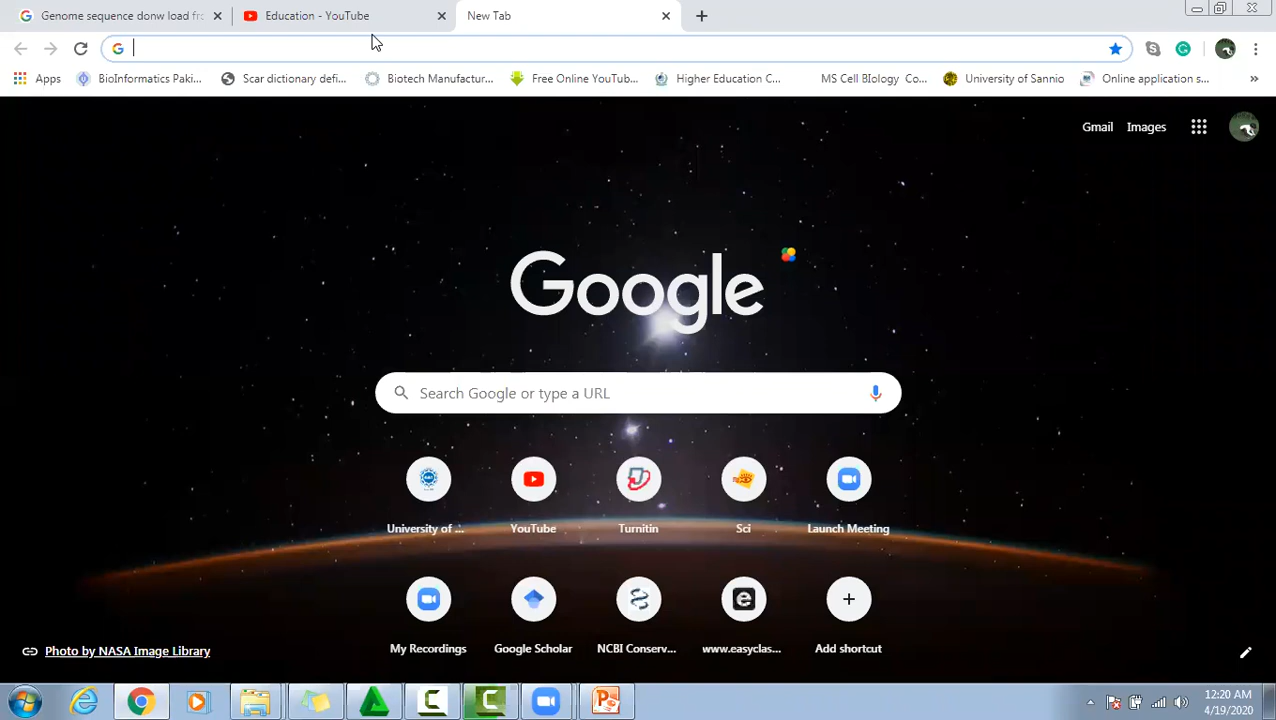 Genome sequence donw load fr
Education - YouTube
New Tab
Apps
BioInformatics Paki...
Scar dictionary defi...
Biotech Manufactur...
Free Online YouTub...
Higher Education C...
MS Cell BIology Co...
University of Sannio
Online application s...
»
Gmail
Images
Google
Search Google or type a URL
University of ...
YouTube
Turnitin
Sci
Launch Meeting
My Recordings
Google Scholar
NCBI Conserv...
www.easyclas...
Add shortcut
Photo by NASA Image Library
12:20 AM
4/19/2020